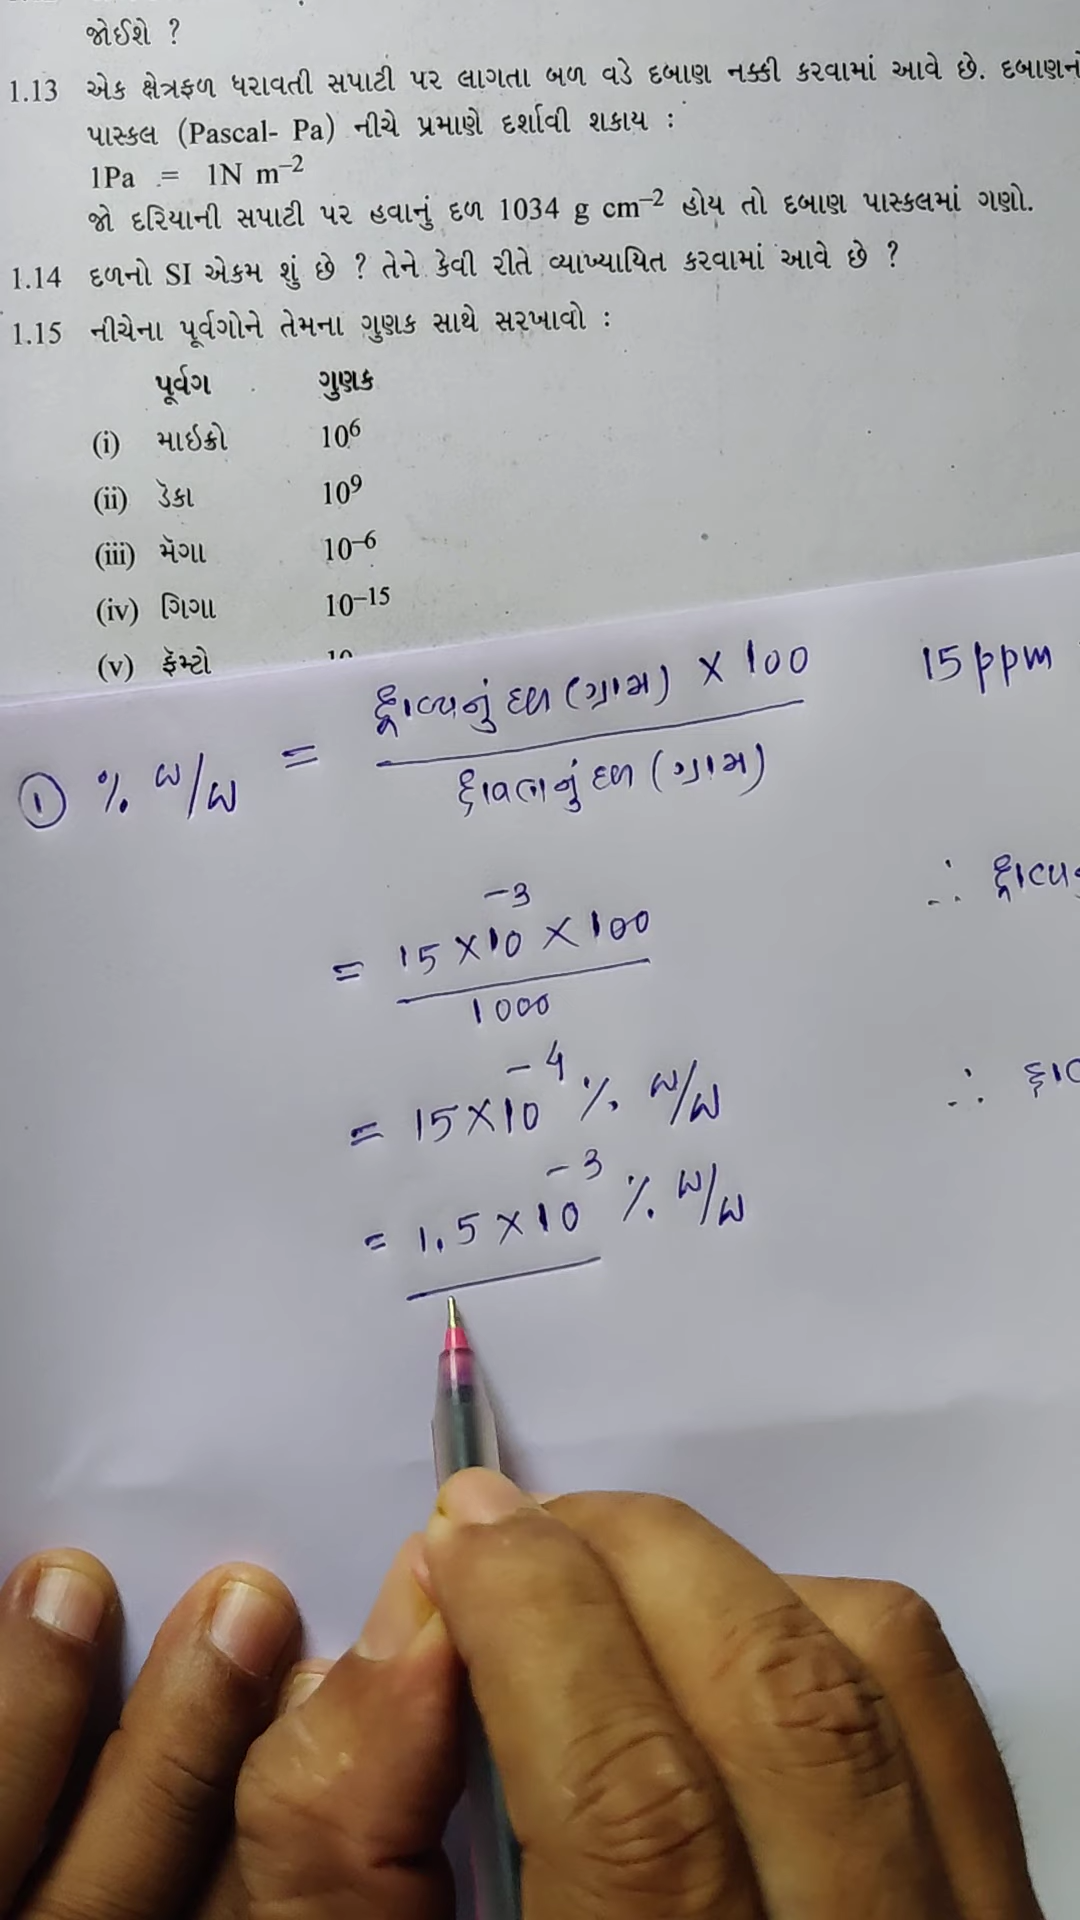 જોઈશે ?
1.13 એક ક્ષેત્રફળ ધરાવતી સપાટી પર લાગતા બળ વડે દબાણ નક્કી કરવામાં આવે છે. દબાણન
પાસ્કલ (Pascal- Pa) નીચે પ્રમાણે દર્શાવી શકાય :
1Pa = 1N m⁻²
જો દરિયાની સપાટી પર હવાનું દળ 1034 g cm⁻² હોય તો દબાણ પાસ્કલમાં ગણો.
1.14 દળનો SI એકમ શું છે ? તેને કેવી રીતે વ્યાખ્યાયિત કરવામાં આવે છે ?
1.15 નીચેના પૂર્વગોને તેમના ગુણક સાથે સરખાવો :
પૂર્વગ ગુણક
(i) માઇક્રો 10⁶
(ii) ડેકા 10⁹
(iii) મૅગા 10⁻⁶
(iv) ગિગા 10⁻¹⁵
(v) ફૅમ્ટો 10
① % w/w = દ્રાવ્યનું દળ (ગ્રામ) × 100 15 ppm
દ્રાવણનું દળ (ગ્રામ)
∴ દ્રાવ્ય
= 15 × 10⁻³ × 100
1000
= 15 × 10⁻⁴ % w/w ∴
= 1.5 × 10⁻³ % w/w